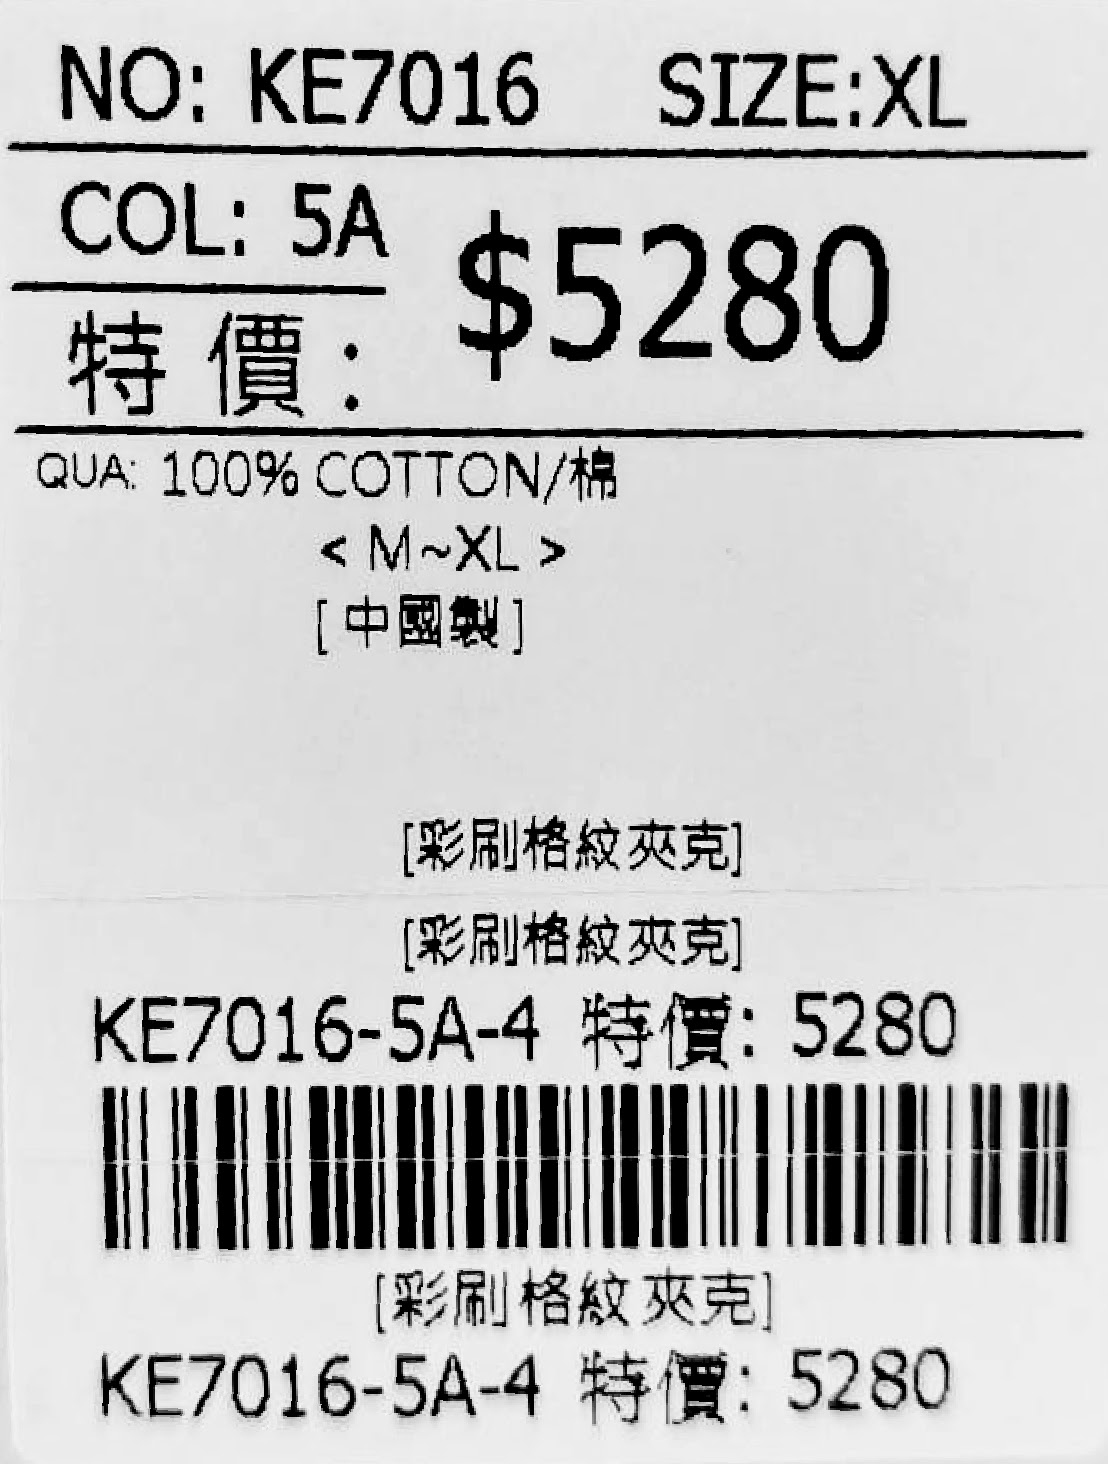 NO: KE7016 SIZE:XL
COL: 5A
$5280
特價:
QUA: 100% COTTON/棉
< M~XL >
[中國製]
[彩刷格紋夾克]
[彩刷格紋夾克]
KE7016-5A-4 特價: 5280
[彩刷格紋夾克]
KE7016-5A-4 特價: 5280